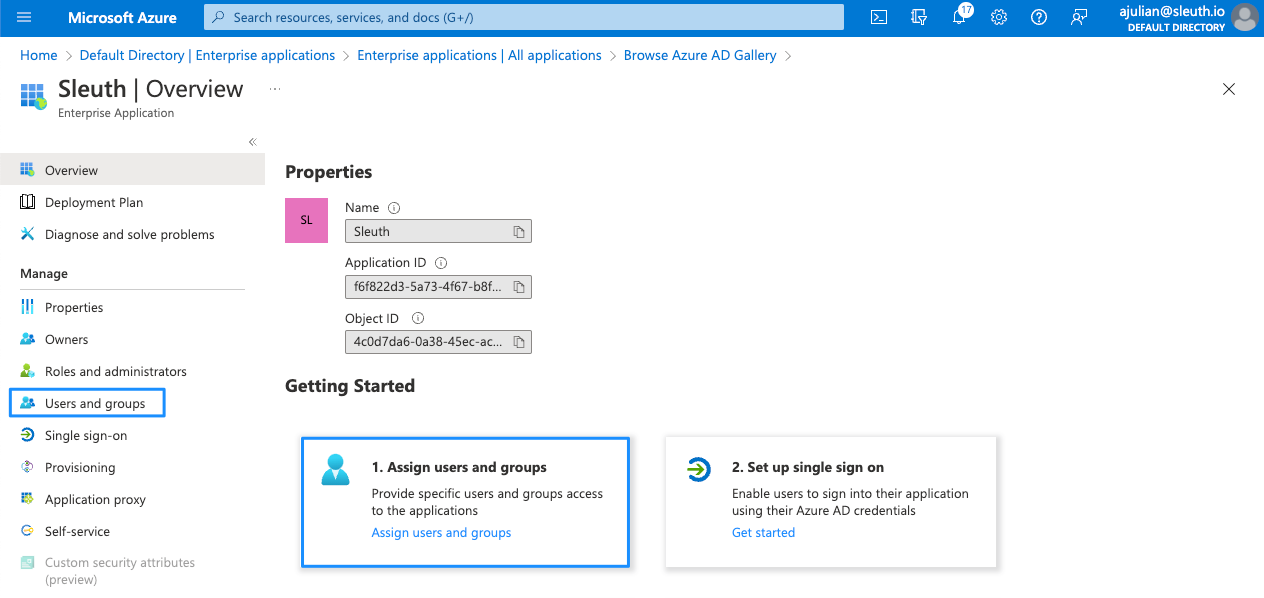 Microsoft Azure
Search resources, services, and docs (G+/)
17
ajulian@sleuth.io
DEFAULT DIRECTORY
Home > Default Directory | Enterprise applications > Enterprise applications | All applications > Browse Azure AD Gallery >
Sleuth | Overview ...
Enterprise Application
«
Overview
Deployment Plan
Diagnose and solve problems
Manage
Properties
Owners
Roles and administrators
Users and groups
Single sign-on
Provisioning
Application proxy
Self-service
Custom security attributes
(preview)
Properties
SL
Name
Sleuth
Application ID
f6f822d3-5a73-4f67-b8f...
Object ID
4c0d7da6-0a38-45ec-ac...
Getting Started
1. Assign users and groups
Provide specific users and groups access
to the applications
Assign users and groups
2. Set up single sign on
Enable users to sign into their application
using their Azure AD credentials
Get started